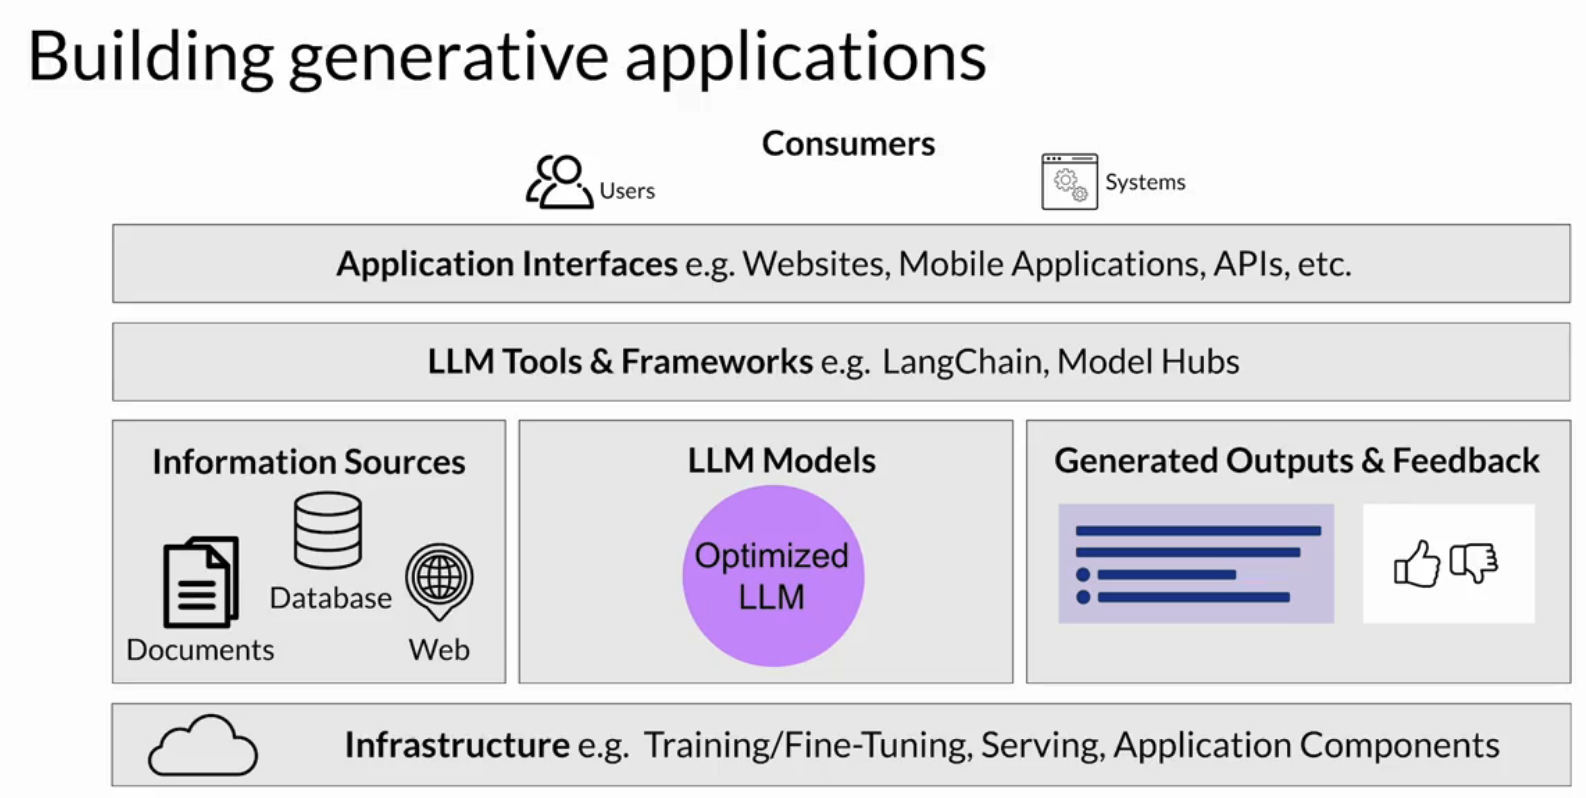 Building generative applications
Consumers
Users
Systems
Application Interfaces e.g. Websites, Mobile Applications, APIs, etc.
LLM Tools & Frameworks e.g. LangChain, Model Hubs
Information Sources
Documents
Database
Web
LLM Models
Optimized
LLM
Generated Outputs & Feedback
Infrastructure e.g. Training/Fine-Tuning, Serving, Application Components